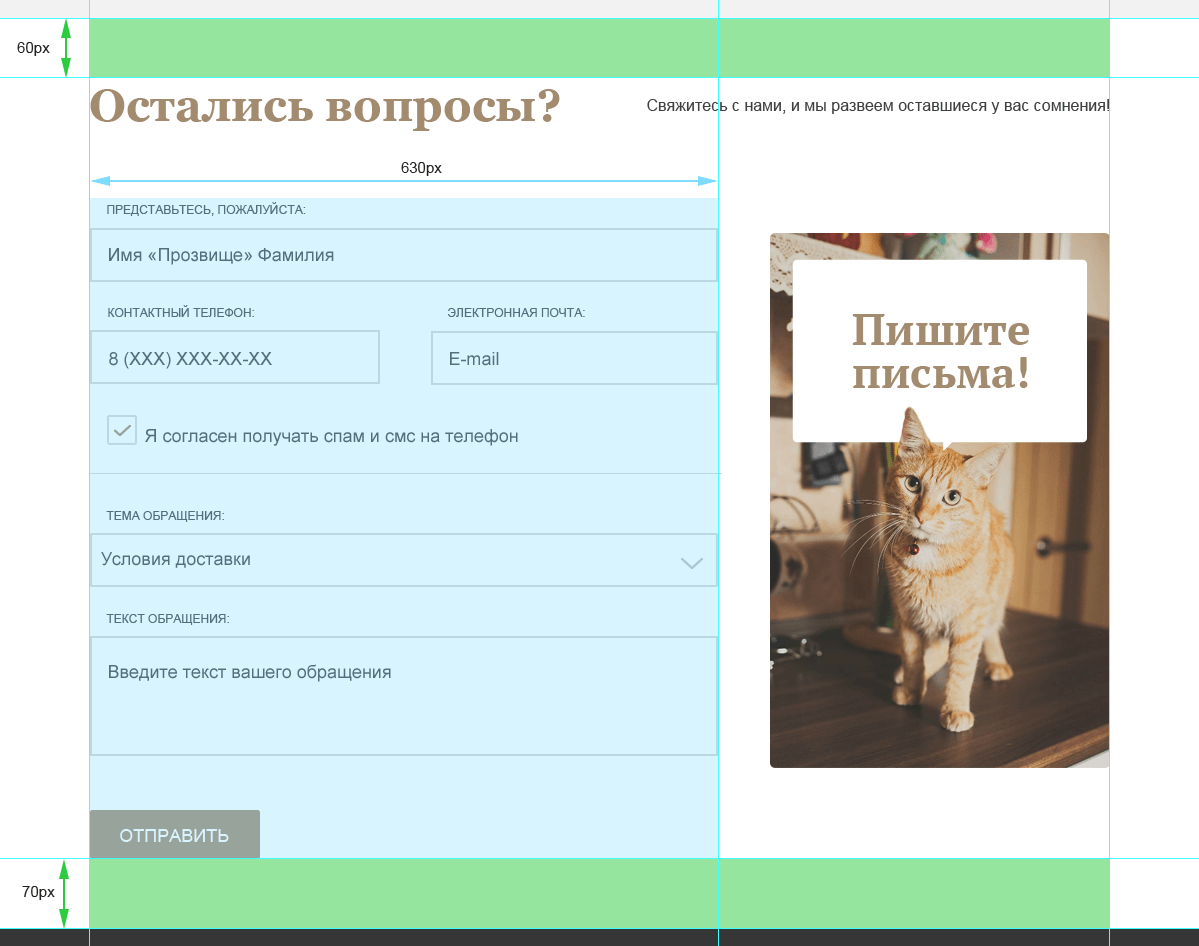 60px
Остались вопросы?
Свяжитесь с нами, и мы развеем оставшиеся у вас сомнения!
630px
ПРЕДСТАВЬТЕСЬ, ПОЖАЛУЙСТА:
Имя «Прозвище» Фамилия
КОНТАКТНЫЙ ТЕЛЕФОН:
ЭЛЕКТРОННАЯ ПОЧТА:
8 (XXX) XXX-XX-XX
E-mail
Я согласен получать спам и смс на телефон
ТЕМА ОБРАЩЕНИЯ:
Условия доставки
ТЕКСТ ОБРАЩЕНИЯ:
Введите текст вашего обращения
ОТПРАВИТЬ
Пишите
письма!
70px